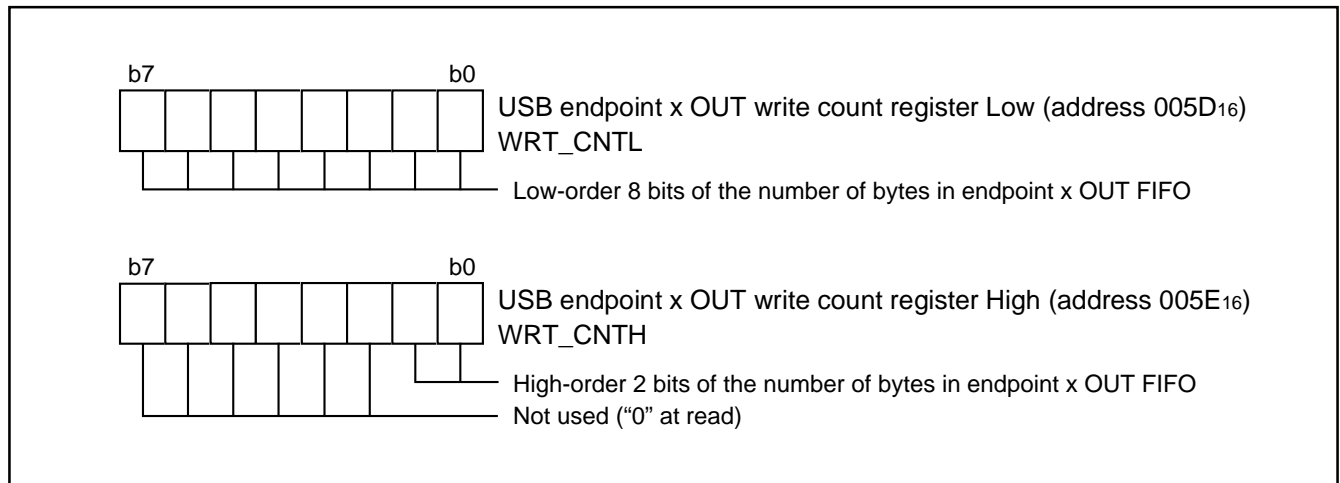 b7 b0
USB endpoint x OUT write count register Low (address 005D16)
WRT_CNTL
Low-order 8 bits of the number of bytes in endpoint x OUT FIFO
b7 b0
USB endpoint x OUT write count register High (address 005E16)
WRT_CNTH
High-order 2 bits of the number of bytes in endpoint x OUT FIFO
Not used (“0” at read)